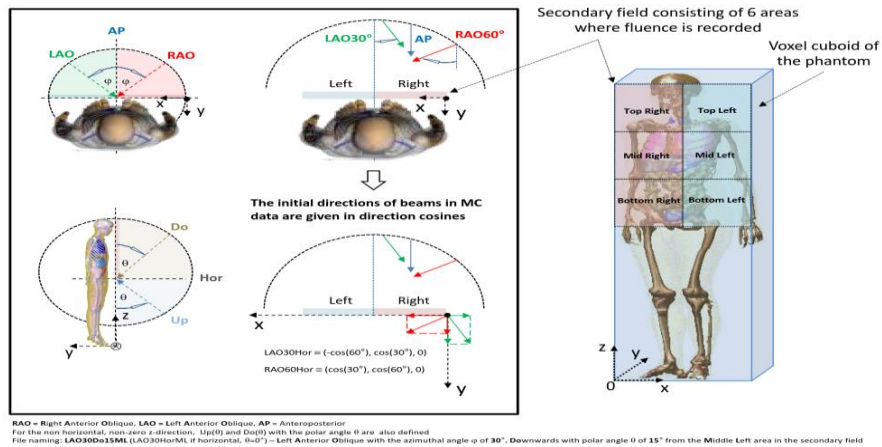 AP
LAO
RAO
φ
φ
x
y
LAO30°
AP
RAO60°
Left
Right
x
y
Secondary field consisting of 6 areas
where fluence is recorded
Voxel cuboid of
the phantom
Top Right
Top Left
Mid Right
Mid Left
Bottom Right
Bottom Left
z
y
0
x
The initial directions of beams in MC
data are given in direction cosines
Do
θ
Hor
θ
z
Up
y
Left
Right
x
LAO30Hor = (-cos(60°), cos(30°), 0)
RAO60Hor = (cos(30°), cos(60°), 0)
y
RAO = Right Anterior Oblique, LAO = Left Anterior Oblique, AP = Anteroposterior
For the non horizontal, non-zero z-direction, Up(θ) and Do(θ) with the polar angle θ are also defined
File naming: LAO30Do15ML (LAO30HorML if horizontal, θ=0°) – Left Anterior Oblique with the azimuthal angle φ of 30°, Downwards with polar angle θ of 15° from the Middle Left area in the secondary field